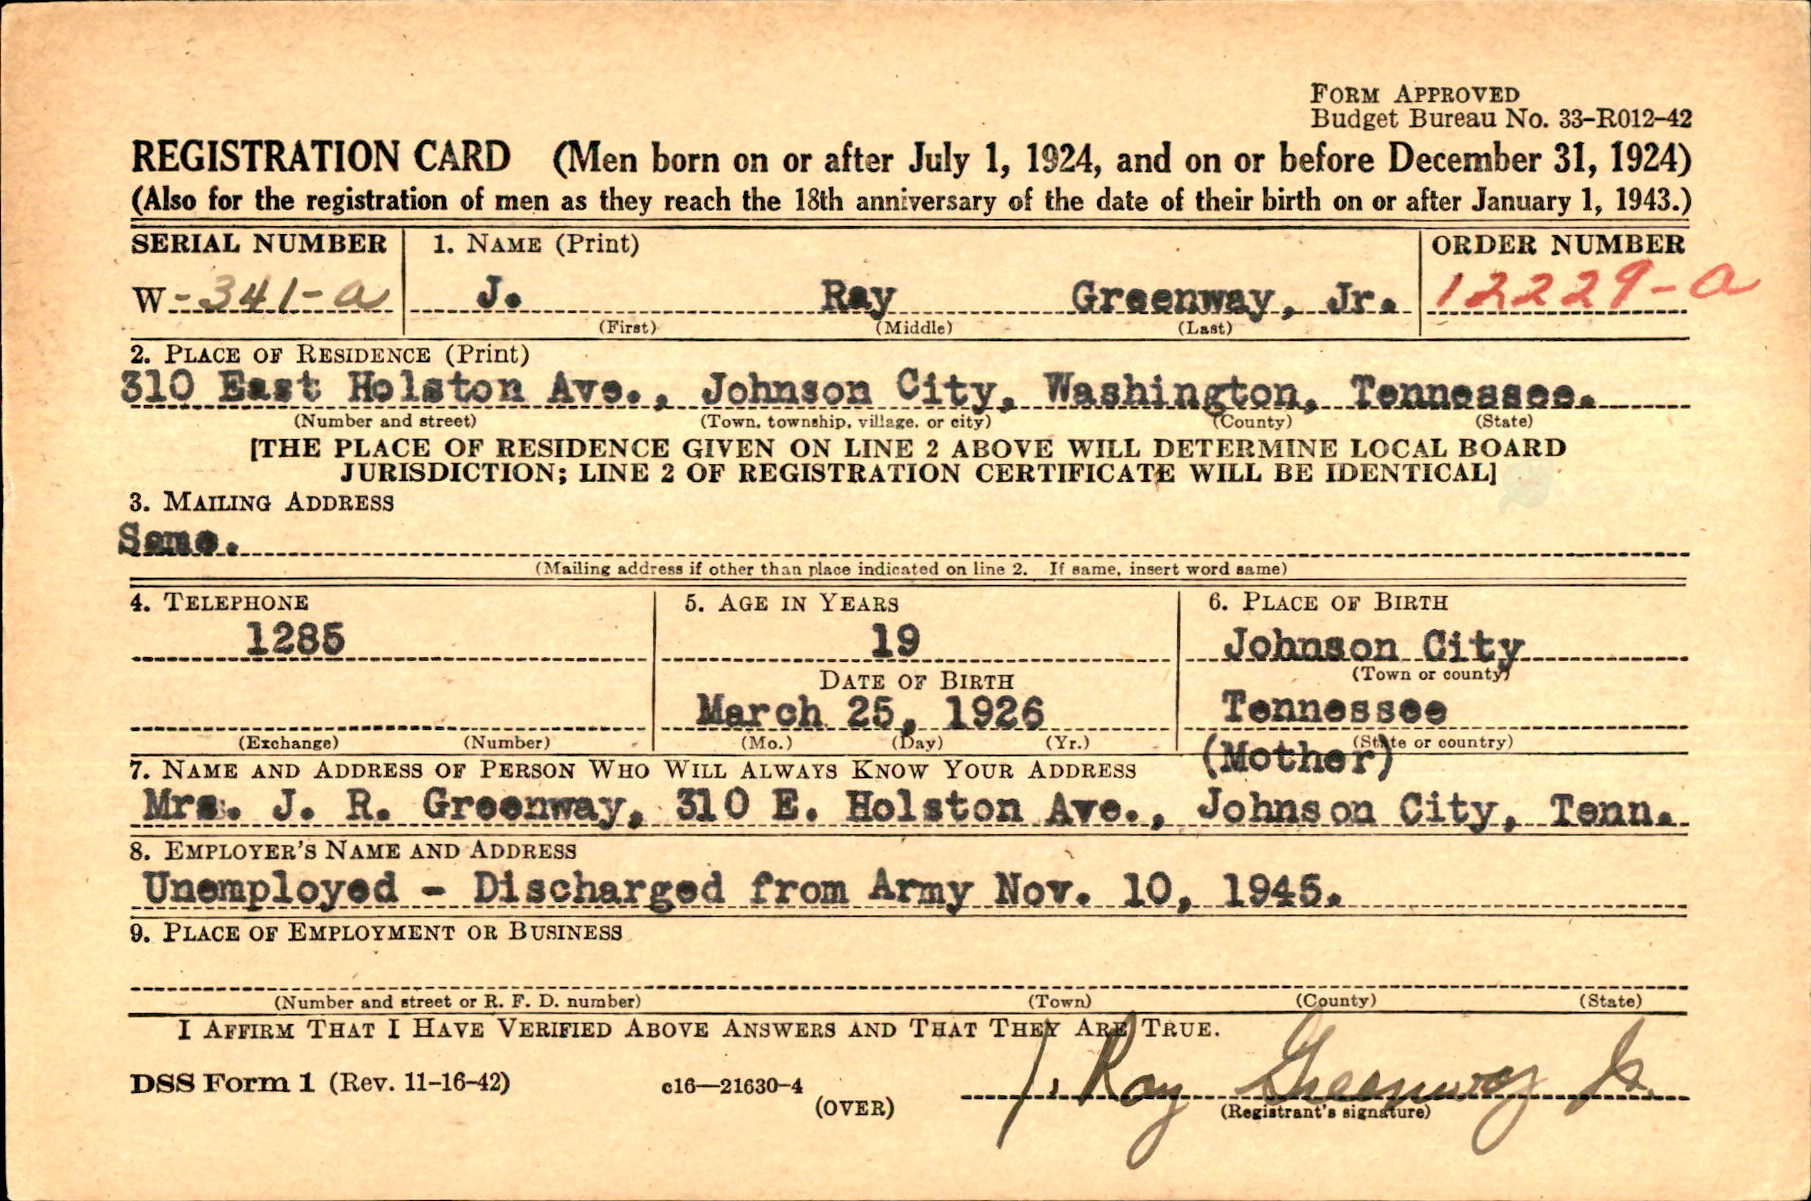 FORM APPROVED
Budget Bureau No. 33-R012-42
REGISTRATION CARD (Men born on or after July 1, 1924, and on or before December 31, 1924)
(Also for the registration of men as they reach the 18th anniversary of the date of their birth on or after January 1, 1943.)
SERIAL NUMBER 1. NAME (Print) ORDER NUMBER
W-341-a J. Ray Greenway, Jr. 12229-a
(First) (Middle) (Last)
2. PLACE OF RESIDENCE (Print)
310 East Holston Ave., Johnson City, Washington, Tennessee.
(Number and street) (Town, township, village, or city) (County) (State)
[THE PLACE OF RESIDENCE GIVEN ON LINE 2 ABOVE WILL DETERMINE LOCAL BOARD
JURISDICTION; LINE 2 OF REGISTRATION CERTIFICATE WILL BE IDENTICAL]
3. MAILING ADDRESS
Same.
(Mailing address if other than place indicated on line 2. If same, insert word same)
4. TELEPHONE 5. AGE IN YEARS 6. PLACE OF BIRTH
1285 19 Johnson City
(Town or county)
DATE OF BIRTH
March 25, 1926 Tennessee
(Exchange) (Number) (Mo.) (Day) (Yr.) (State or country)
(Mother)
7. NAME AND ADDRESS OF PERSON WHO WILL ALWAYS KNOW YOUR ADDRESS
Mrs. J. R. Greenway, 310 E. Holston Ave., Johnson City, Tenn.
8. EMPLOYER'S NAME AND ADDRESS
Unemployed - Discharged from Army Nov. 10, 1945.
9. PLACE OF EMPLOYMENT OR BUSINESS
(Number and street or R. F. D. number) (Town) (County) (State)
I AFFIRM THAT I HAVE VERIFIED ABOVE ANSWERS AND THAT THEY ARE TRUE.
J. Ray Greenway Jr.
DSS Form 1 (Rev. 11-16-42) c16—21630-4 (OVER) (Registrant's signature)